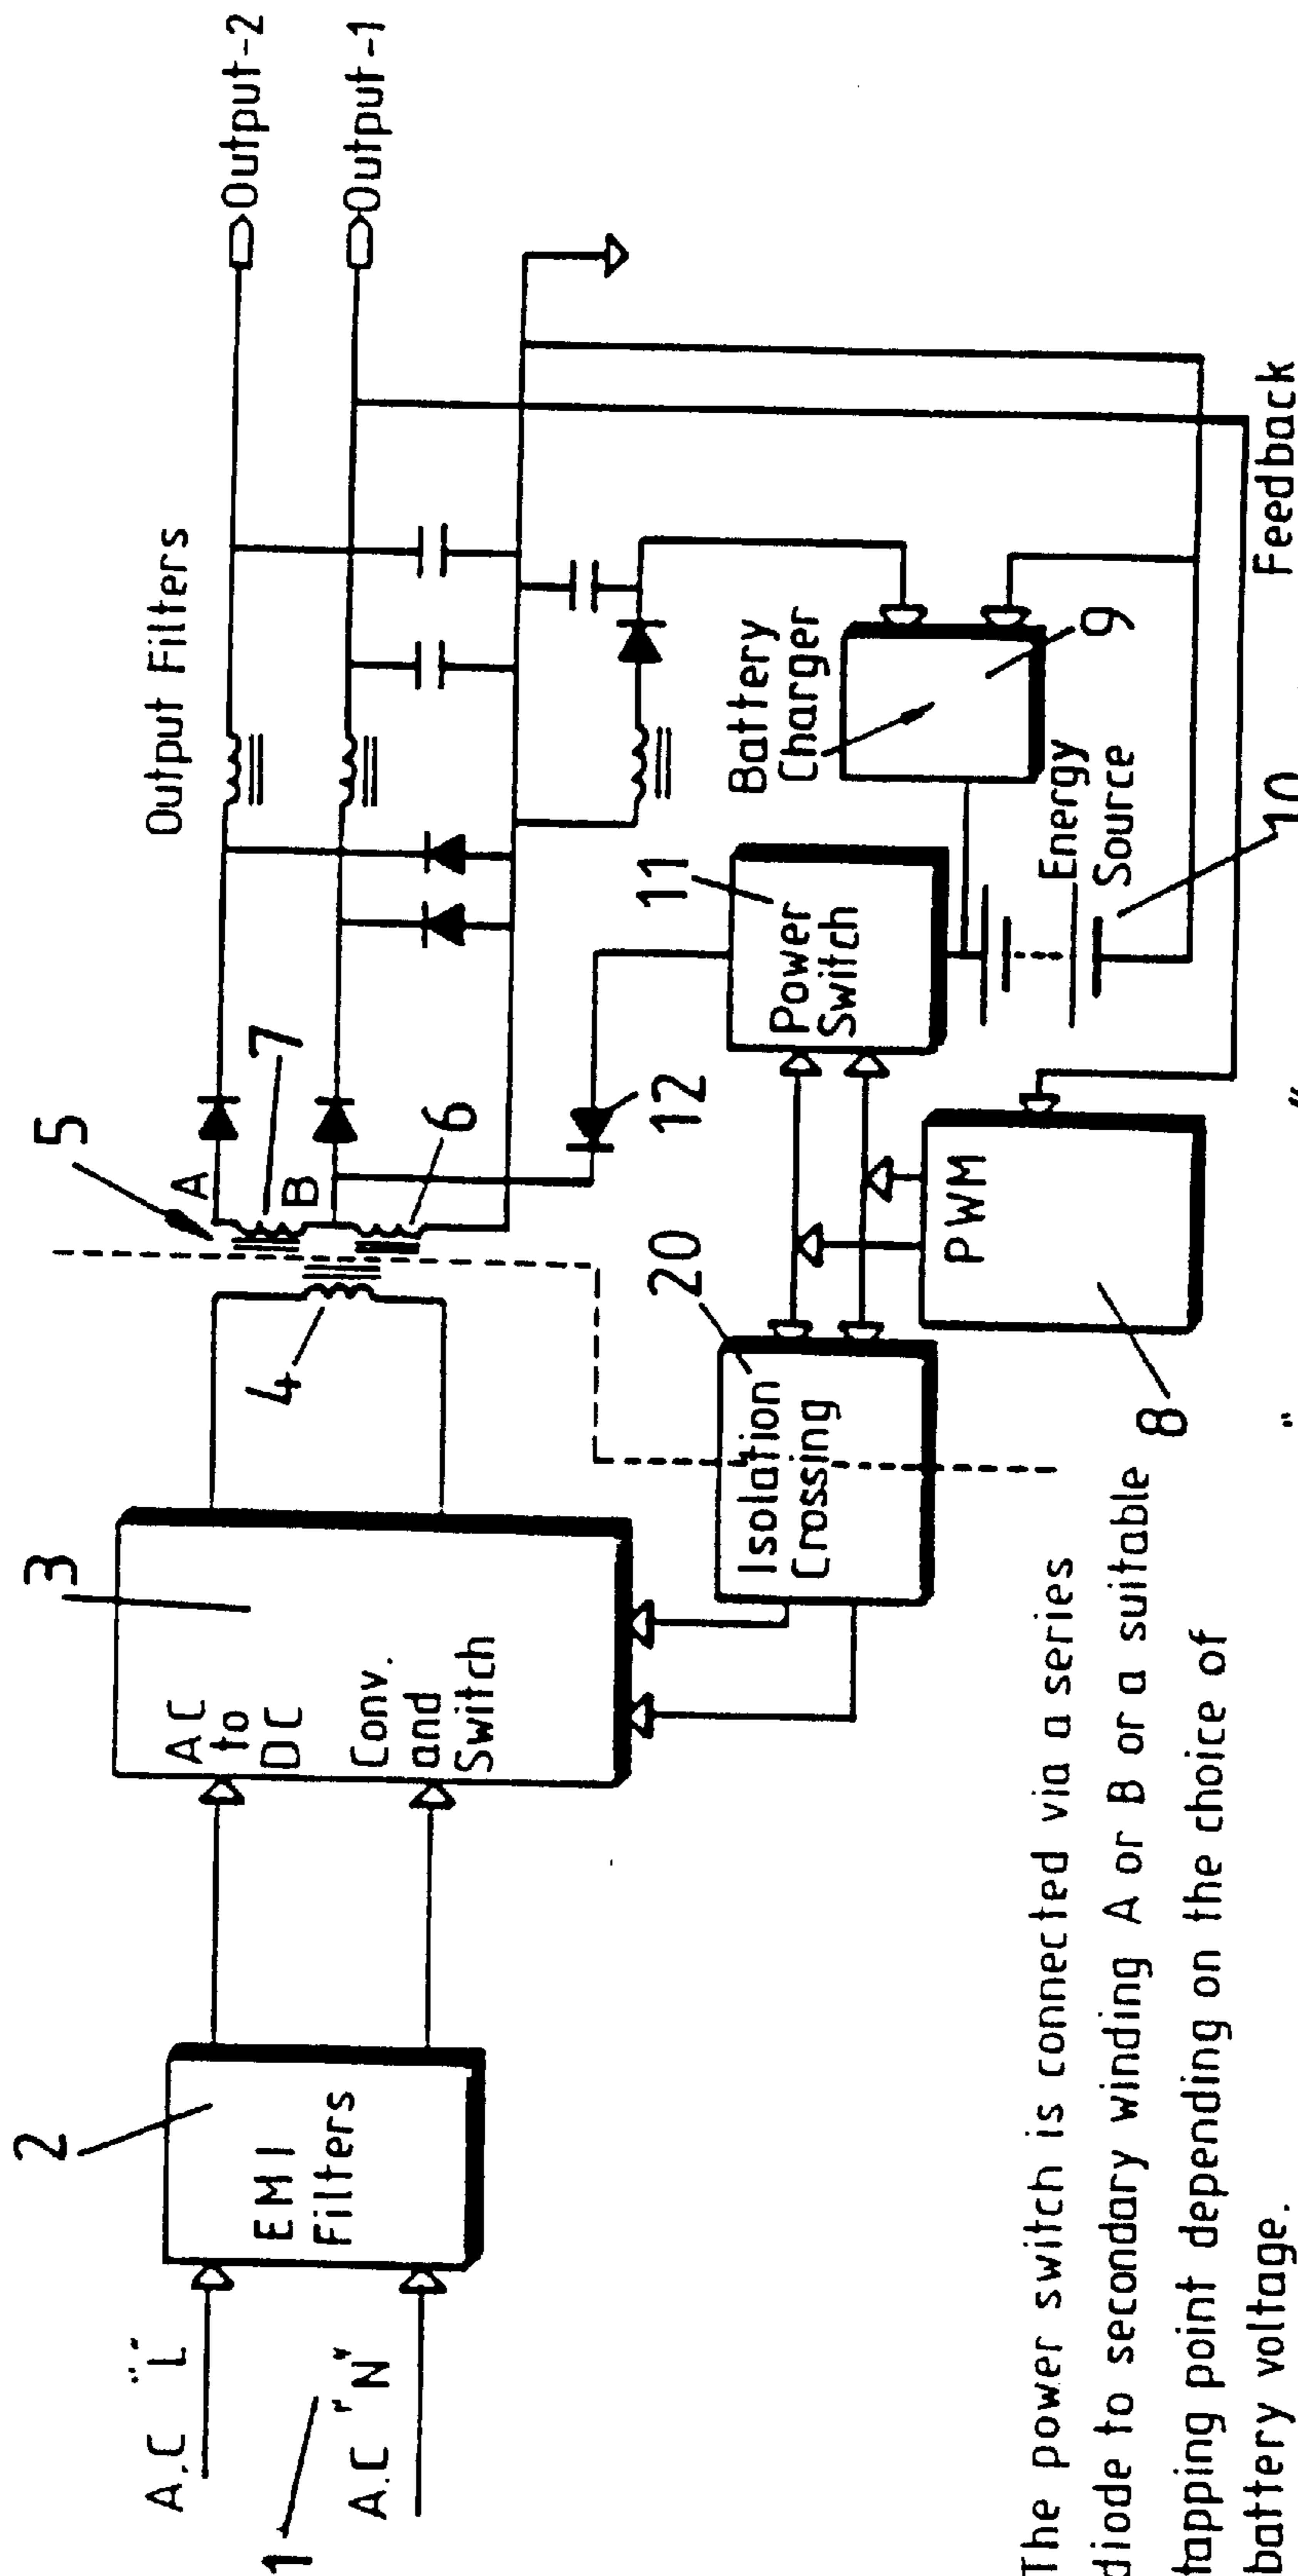 1
A.C "L"
A.C "N"
2
EMI
Filters
3
AC
to
DC
Conv.
and
Switch
4
5
A
7
B
6
Output Filters
Output-2
Output-1
12
20
Isolation
Crossing
11
Power
Switch
Battery
Charger
9
PWM
8
Energy
Source
10
Feedback
The power switch is connected via a series
diode to secondary winding A or B or a suitable
tapping point depending on the choice of
battery voltage.